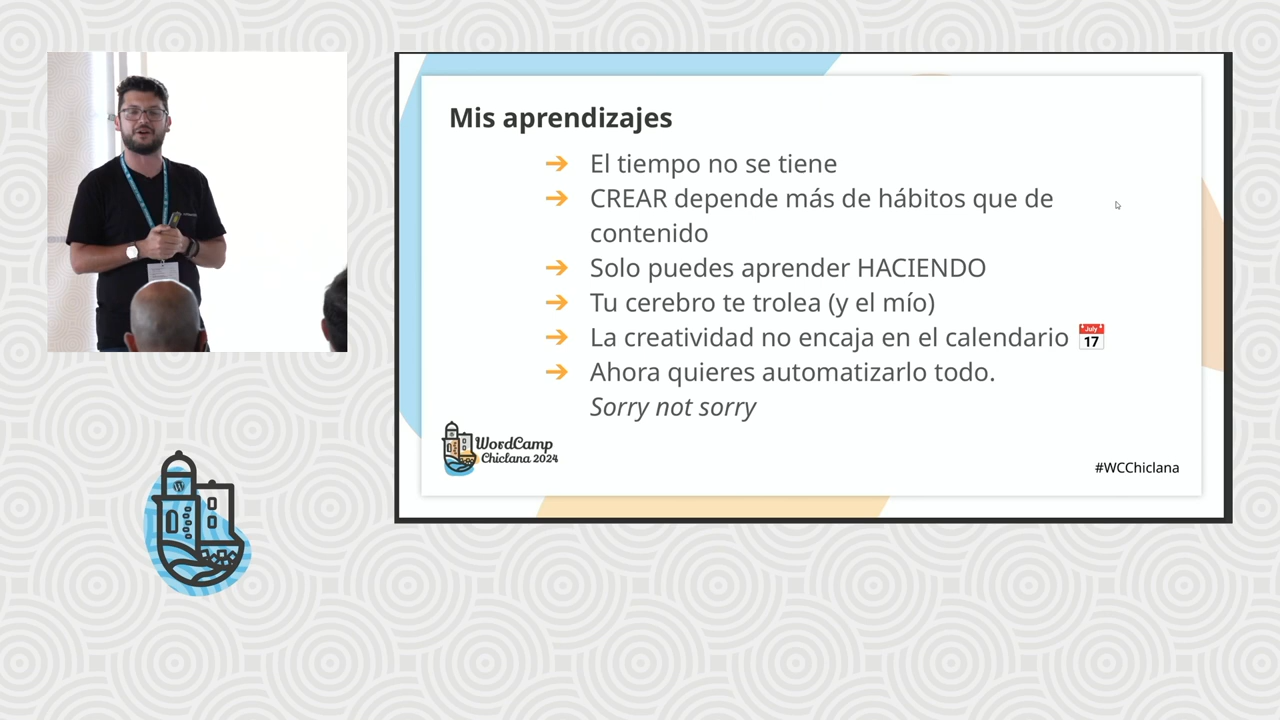 Mis aprendizajes
➔ El tiempo no se tiene
➔ CREAR depende más de hábitos que de
contenido
➔ Solo puedes aprender HACIENDO
➔ Tu cerebro te trolea (y el mío)
➔ La creatividad no encaja en el calendario 📅
➔ Ahora quieres automatizarlo todo.
Sorry not sorry
WordCamp
Chiclana 2024
#WCChiclana